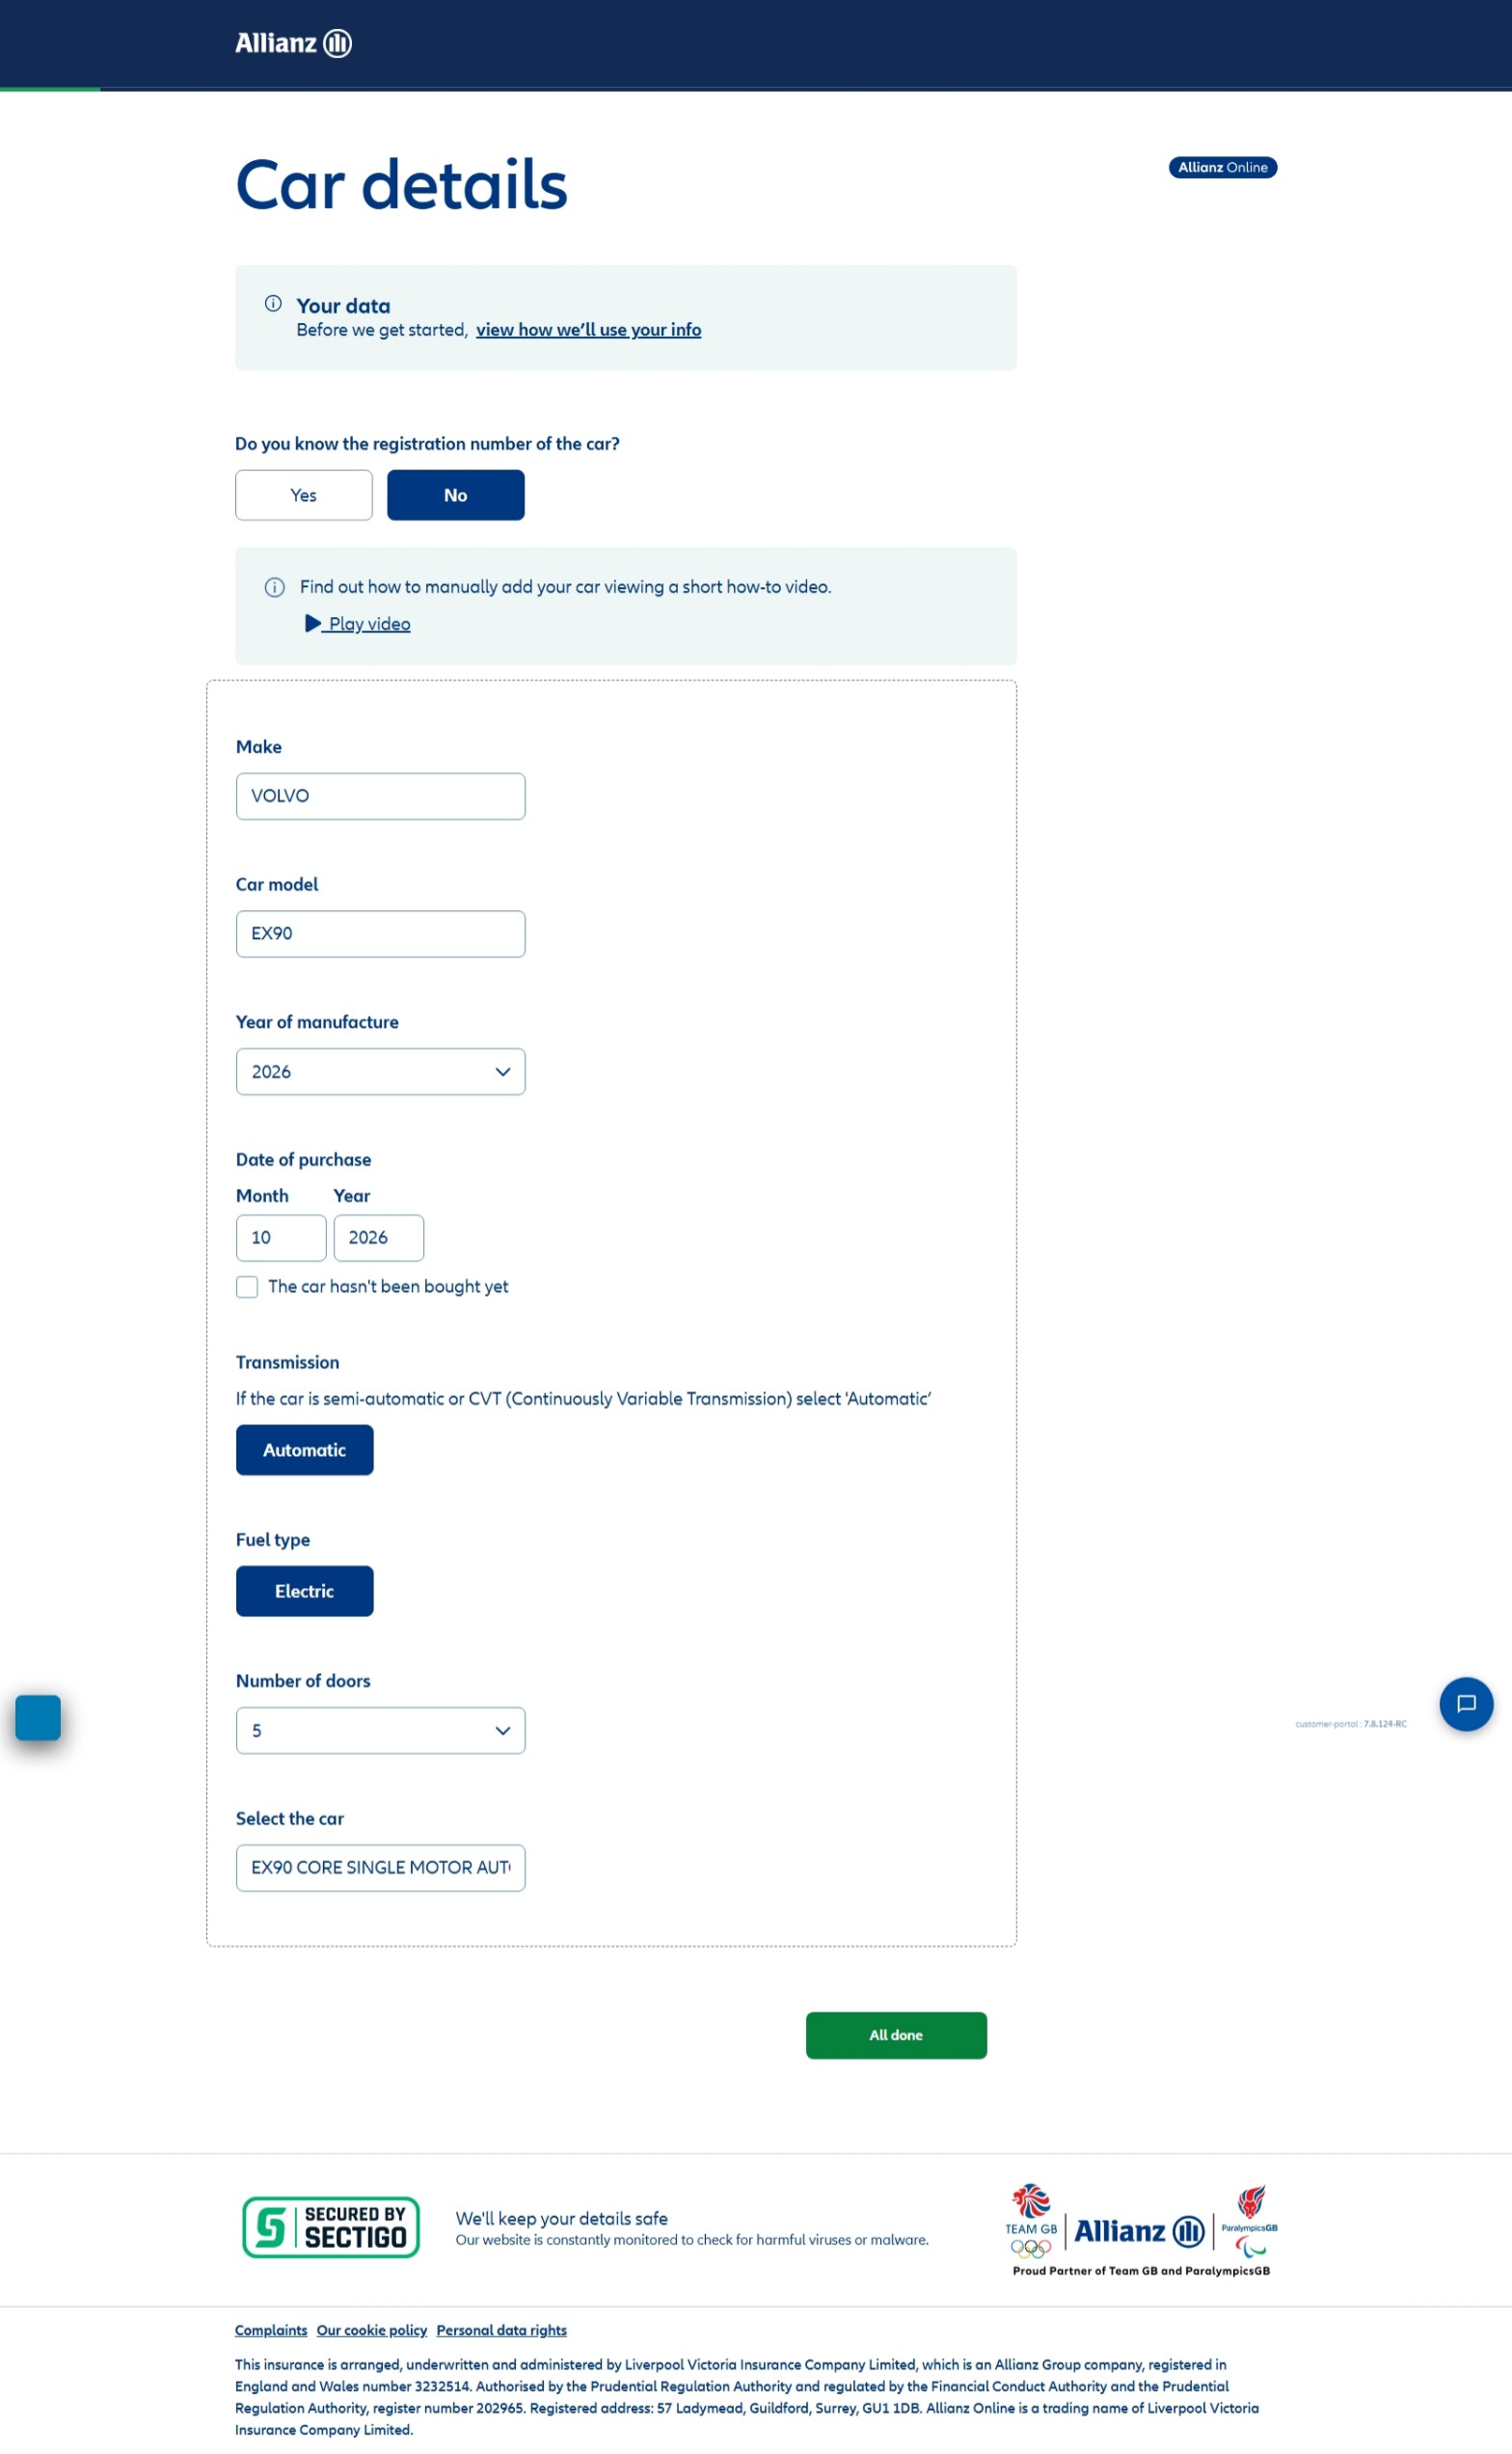 Allianz
Car details
Allianz Online
Your data
Before we get started, view how we’ll use your info
Do you know the registration number of the car?
Yes
No
Find out how to manually add your car viewing a short how-to video.
Play video
Make
VOLVO
Car model
EX90
Year of manufacture
2026
Date of purchase
Month Year
10 2026
The car hasn't been bought yet
Transmission
If the car is semi-automatic or CVT (Continuously Variable Transmission) select 'Automatic’
Automatic
Fuel type
Electric
Number of doors
5
customer-portal : 7.8.124-RC
Select the car
EX90 CORE SINGLE MOTOR AUT
All done
SECURED BY
SECTIGO
We'll keep your details safe
Our website is constantly monitored to check for harmful viruses or malware.
TEAM GB
Allianz
ParalympicsGB
Proud Partner of Team GB and ParalympicsGB
Complaints Our cookie policy Personal data rights
This insurance is arranged, underwritten and administered by Liverpool Victoria Insurance Company Limited, which is an Allianz Group company, registered in
England and Wales number 3232514. Authorised by the Prudential Regulation Authority and regulated by the Financial Conduct Authority and the Prudential
Regulation Authority, register number 202965. Registered address: 57 Ladymead, Guildford, Surrey, GU1 1DB. Allianz Online is a trading name of Liverpool Victoria
Insurance Company Limited.